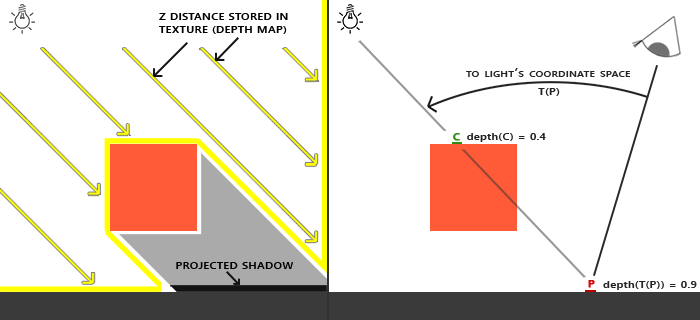 Z DISTANCE STORED IN
TEXTURE (DEPTH MAP)
PROJECTED SHADOW
TO LIGHT'S COORDINATE SPACE
T(P)
C depth(C) = 0.4
P depth(T(P)) = 0.9